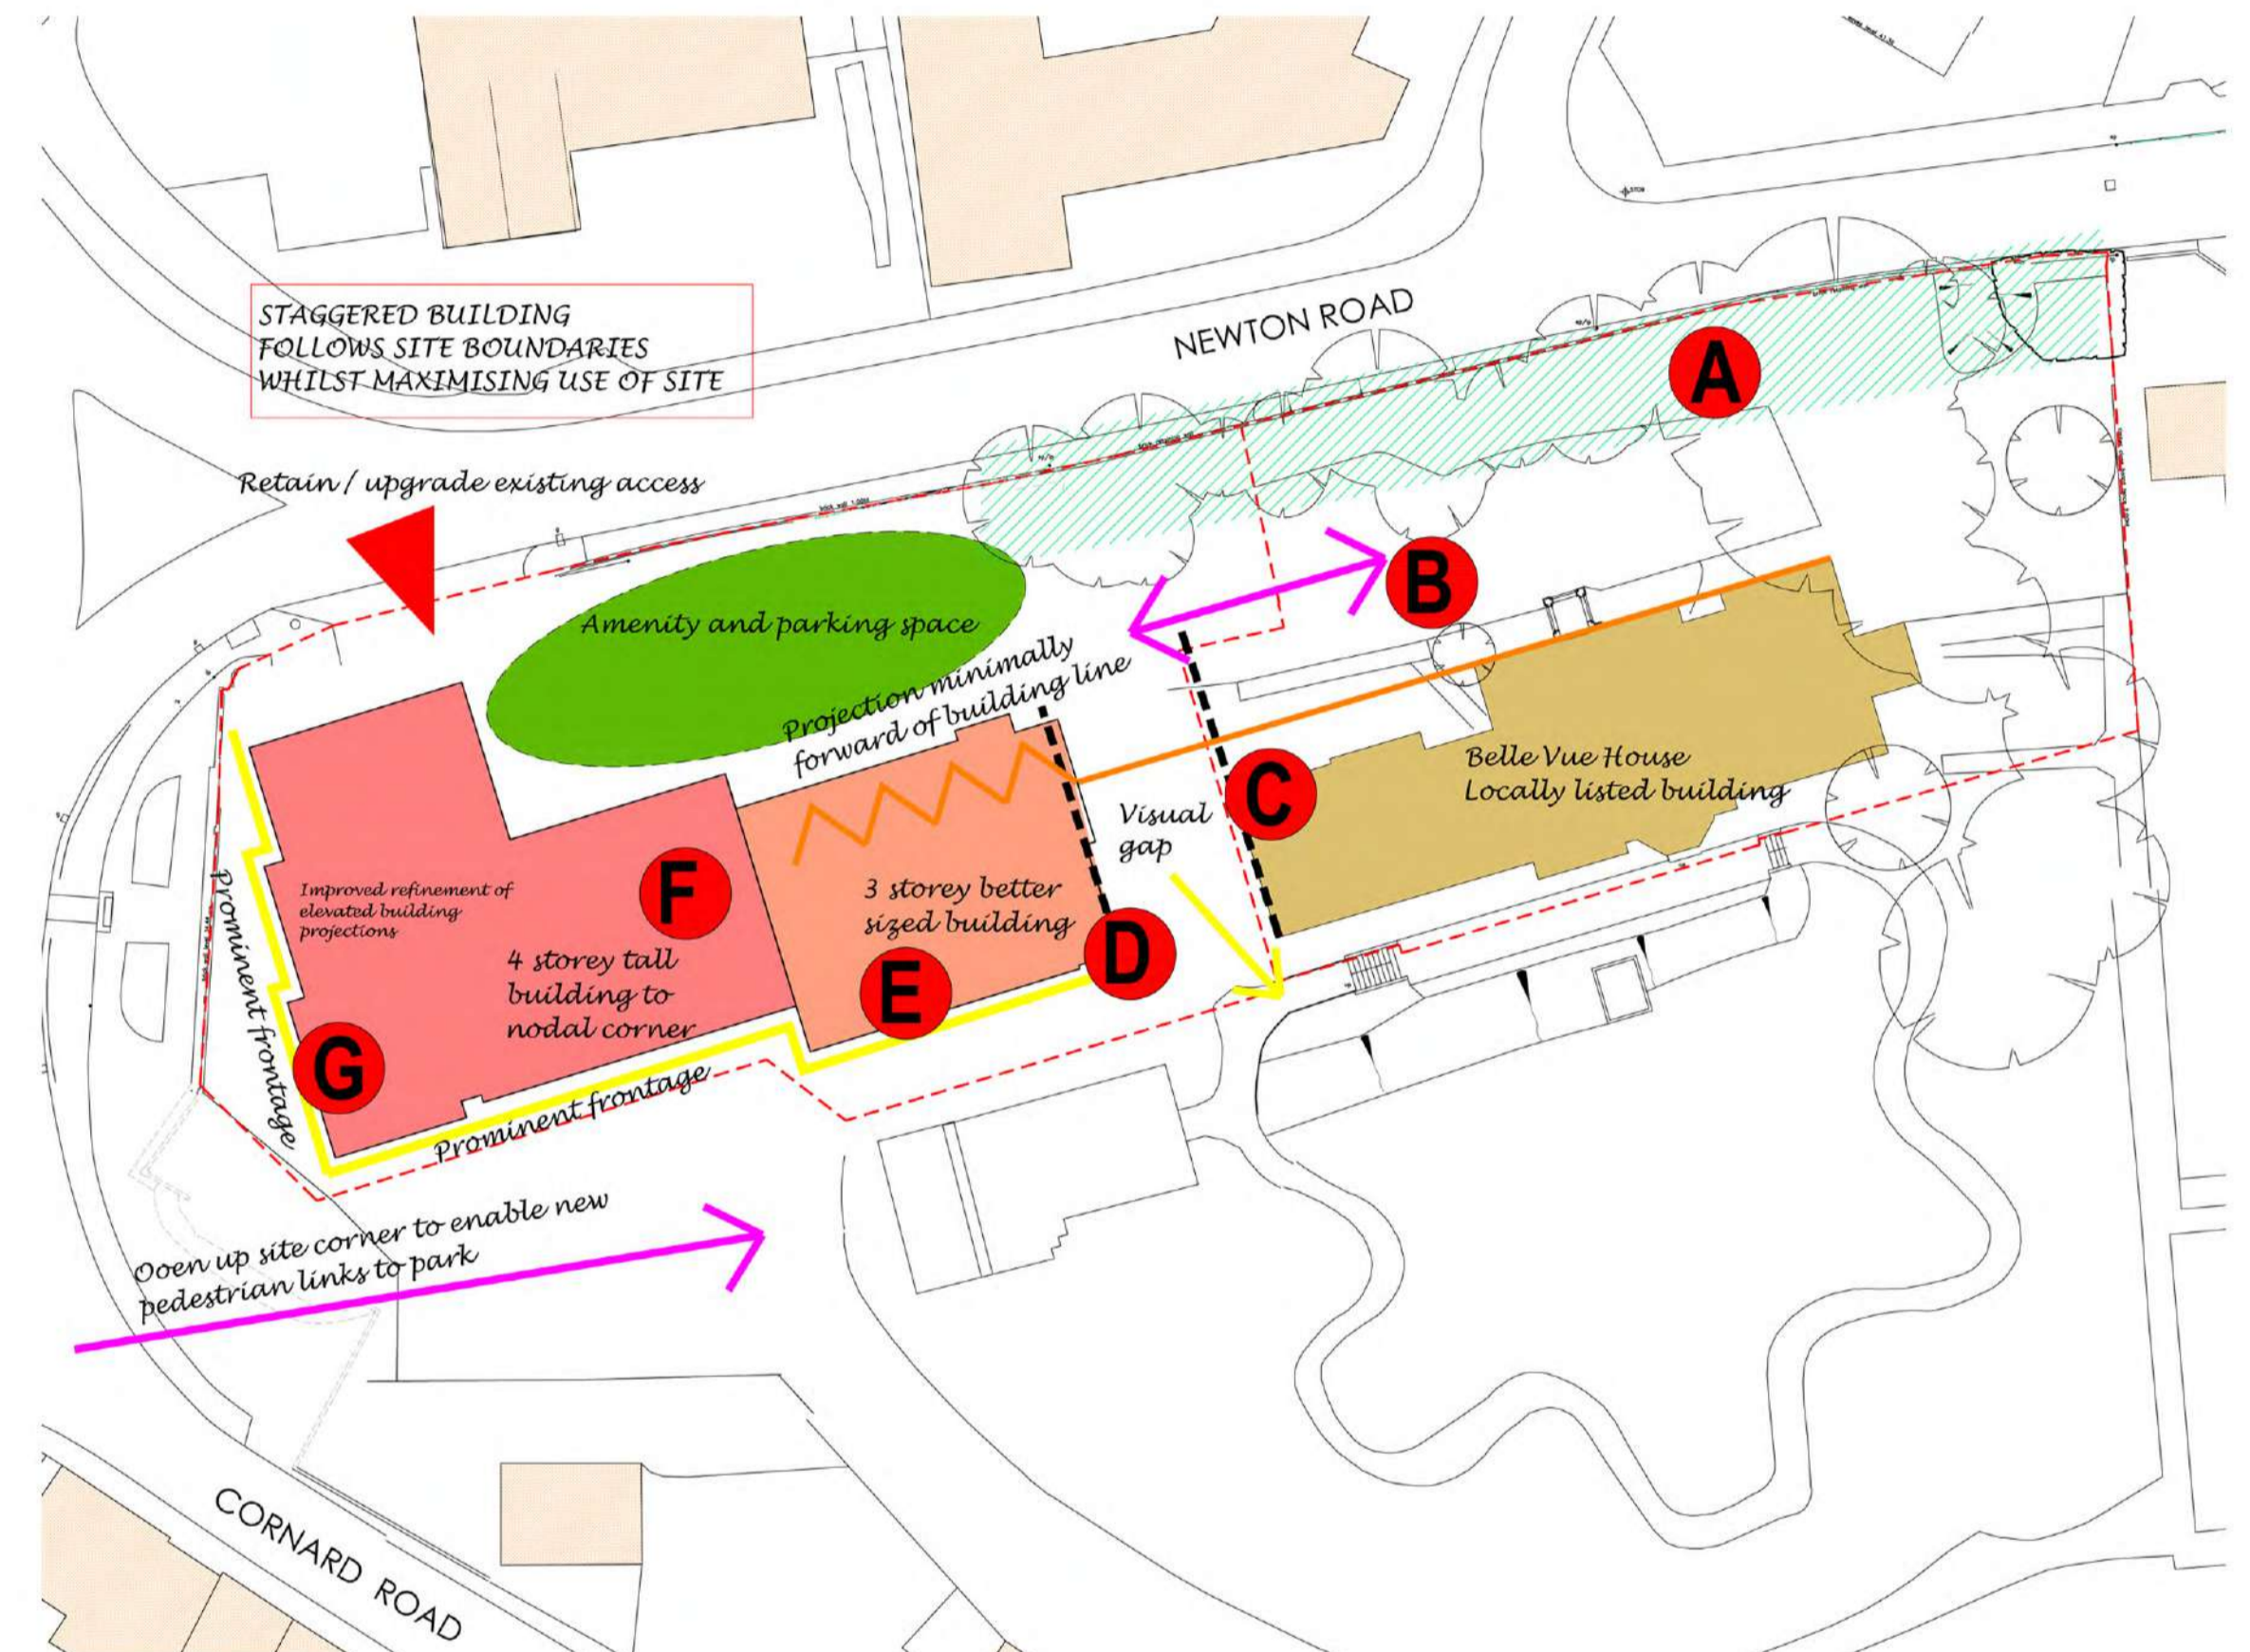 STAGGERED BUILDING
FOLLOWS SITE BOUNDARIES
WHILST MAXIMISING USE OF SITE
NEWTON ROAD
A
Retain / upgrade existing access
B
Amenity and parking space
Projection minimally
forward of building line
Belle Vue House
Locally listed building
C
Visual
gap
Prominent frontage
Improved refinement of
elevated building
projections
F
3 storey better
sized building
D
E
4 storey tall
building to
nodal corner
G
Prominent frontage
Ooen up site corner to enable new
pedestrian links to park
CORNARD ROAD